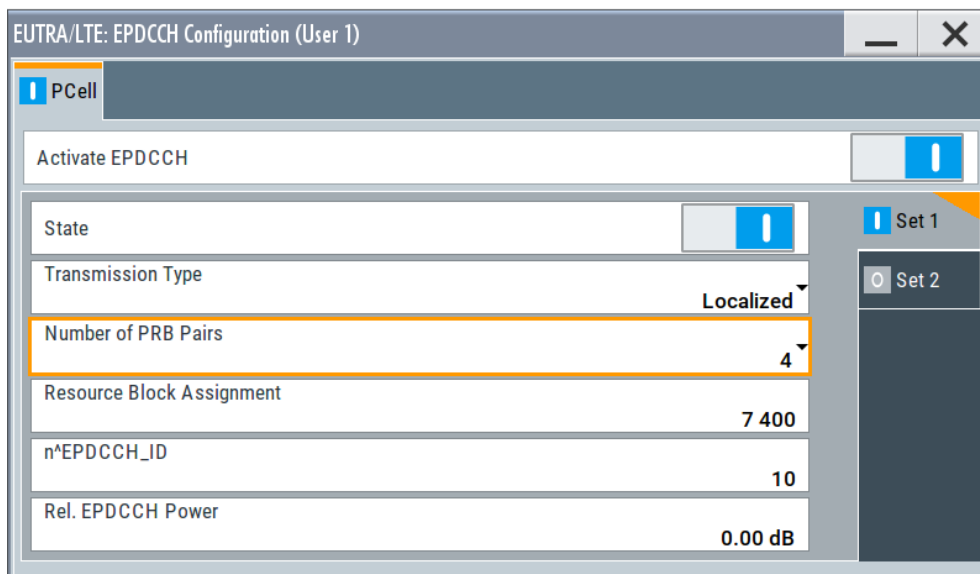 EUTRA/LTE: EPDCCH Configuration (User 1)
PCell
Activate EPDCCH
State
Transmission Type
Localized
Number of PRB Pairs
4
Resource Block Assignment
7 400
n^EPDCCH_ID
10
Rel. EPDCCH Power
0.00 dB
Set 1
Set 2